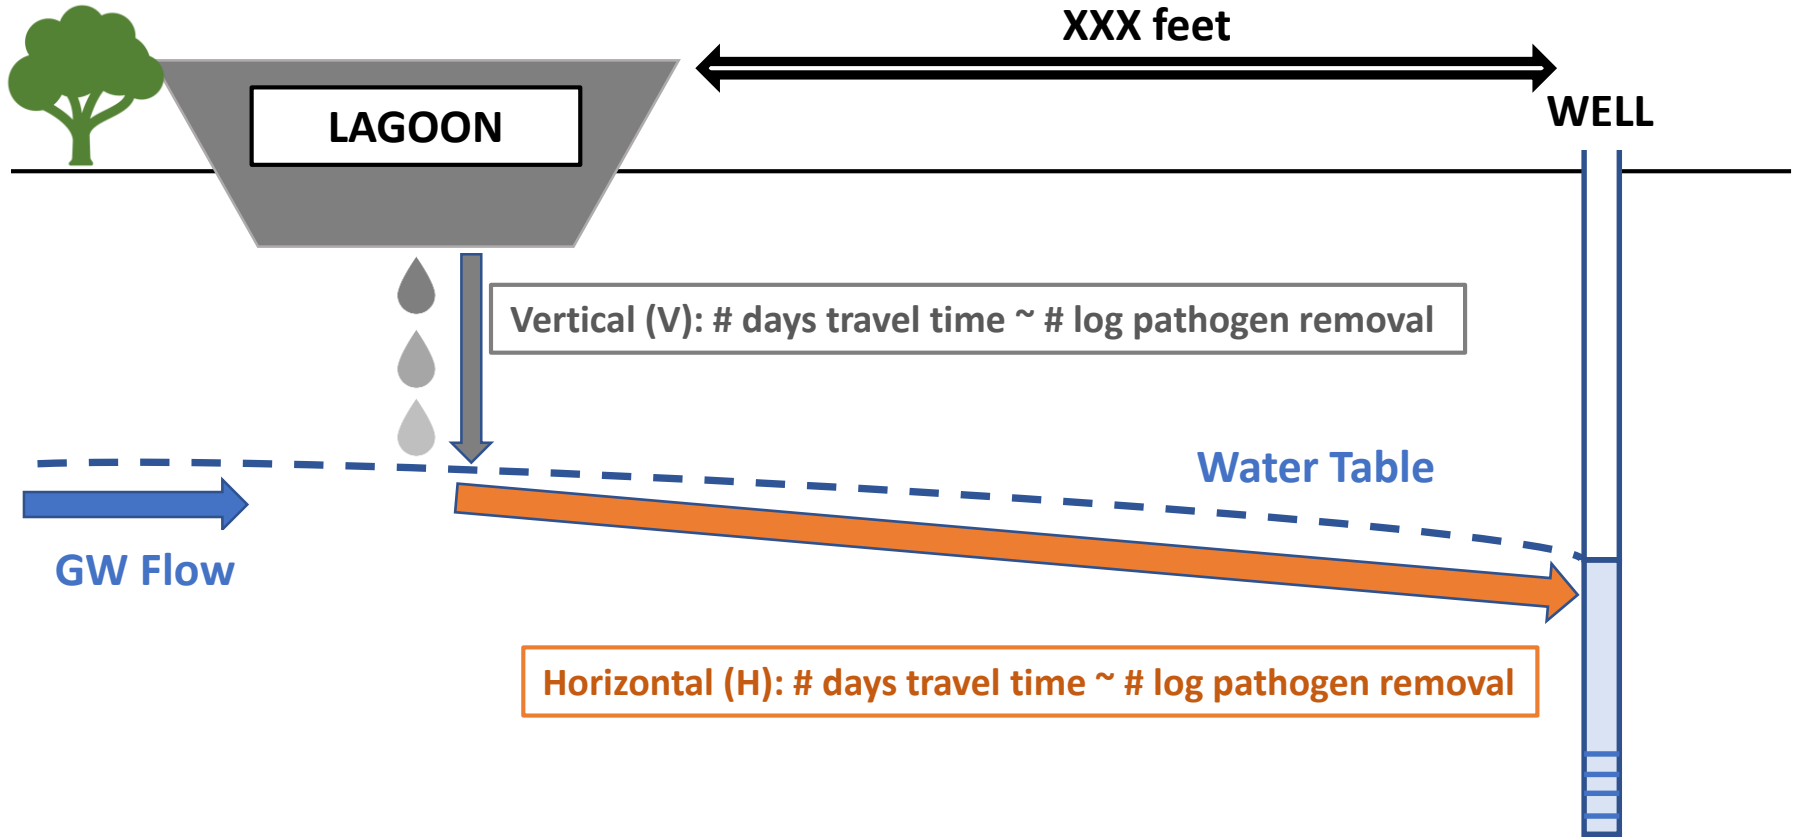 XXX feet
LAGOON
WELL
Vertical (V): # days travel time ~ # log pathogen removal
Water Table
GW Flow
Horizontal (H): # days travel time ~ # log pathogen removal